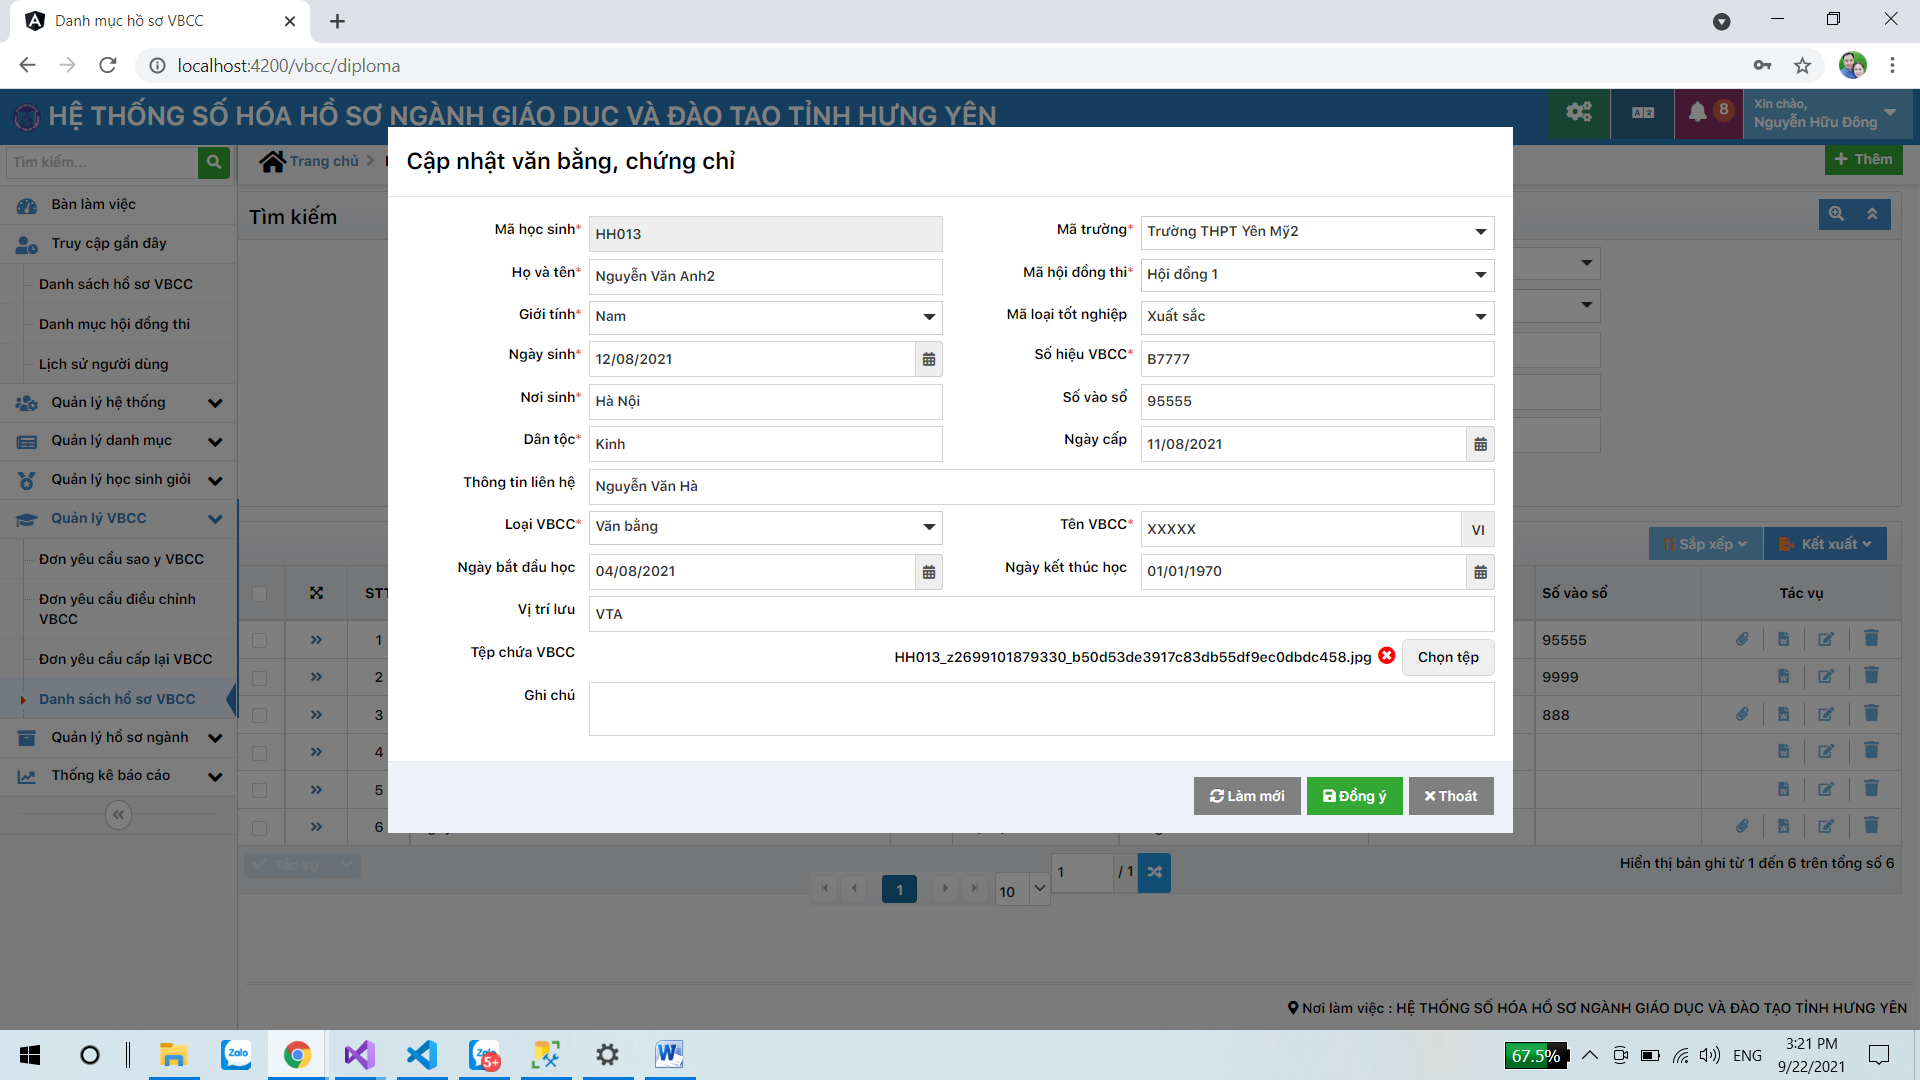 Danh mục hồ sơ VBCC
localhost:4200/vbcc/diploma
HỆ THỐNG SỐ HÓA HỒ SƠ NGÀNH GIÁO DỤC VÀ ĐÀO TẠO TỈNH HƯNG YÊN
8
Xin chào,
Nguyễn Hữu Đông
Tìm kiếm...
Trang chủ
Thêm
Bàn làm việc
Truy cập gần đây
Danh sách hồ sơ VBCC
Danh mục hội đồng thi
Lịch sử người dùng
Quản lý hệ thống
Quản lý danh mục
Quản lý học sinh giỏi
Quản lý VBCC
Đơn yêu cầu sao y VBCC
Đơn yêu cầu điều chỉnh
VBCC
Đơn yêu cầu cấp lại VBCC
Danh sách hồ sơ VBCC
Quản lý hồ sơ ngành
Thống kê báo cáo
Tìm kiếm
Cập nhật văn bằng, chứng chỉ
Mã học sinh* HH013
Mã trường* Trường THPT Yên Mỹ2
Họ và tên* Nguyễn Văn Anh2
Mã hội đồng thi* Hội đồng 1
Giới tính* Nam
Mã loại tốt nghiệp Xuất sắc
Ngày sinh* 12/08/2021
Số hiệu VBCC* B7777
Nơi sinh* Hà Nội
Số vào sổ 95555
Dân tộc* Kinh
Ngày cấp 11/08/2021
Thông tin liên hệ Nguyễn Văn Hà
Loại VBCC* Văn bằng
Tên VBCC* XXXXX VI
Ngày bắt đầu học 04/08/2021
Ngày kết thúc học 01/01/1970
Vị trí lưu VTA
Tệp chứa VBCC HH013_z2699101879330_b50d53de3917c83db55df9ec0dbdc458.jpg Chọn tệp
Ghi chú
Làm mới Đồng ý Thoát
Sắp xếp Kết xuất
STT Số vào sổ Tác vụ
1 95555
2 9999
3 888
4
5
6
Tác vụ
1
10
1 / 1
Hiển thị bản ghi từ 1 đến 6 trên tổng số 6
Nơi làm việc : HỆ THỐNG SỐ HÓA HỒ SƠ NGÀNH GIÁO DỤC VÀ ĐÀO TẠO TỈNH HƯNG YÊN
Zalo
5+
67.5%
ENG
3:21 PM
9/22/2021